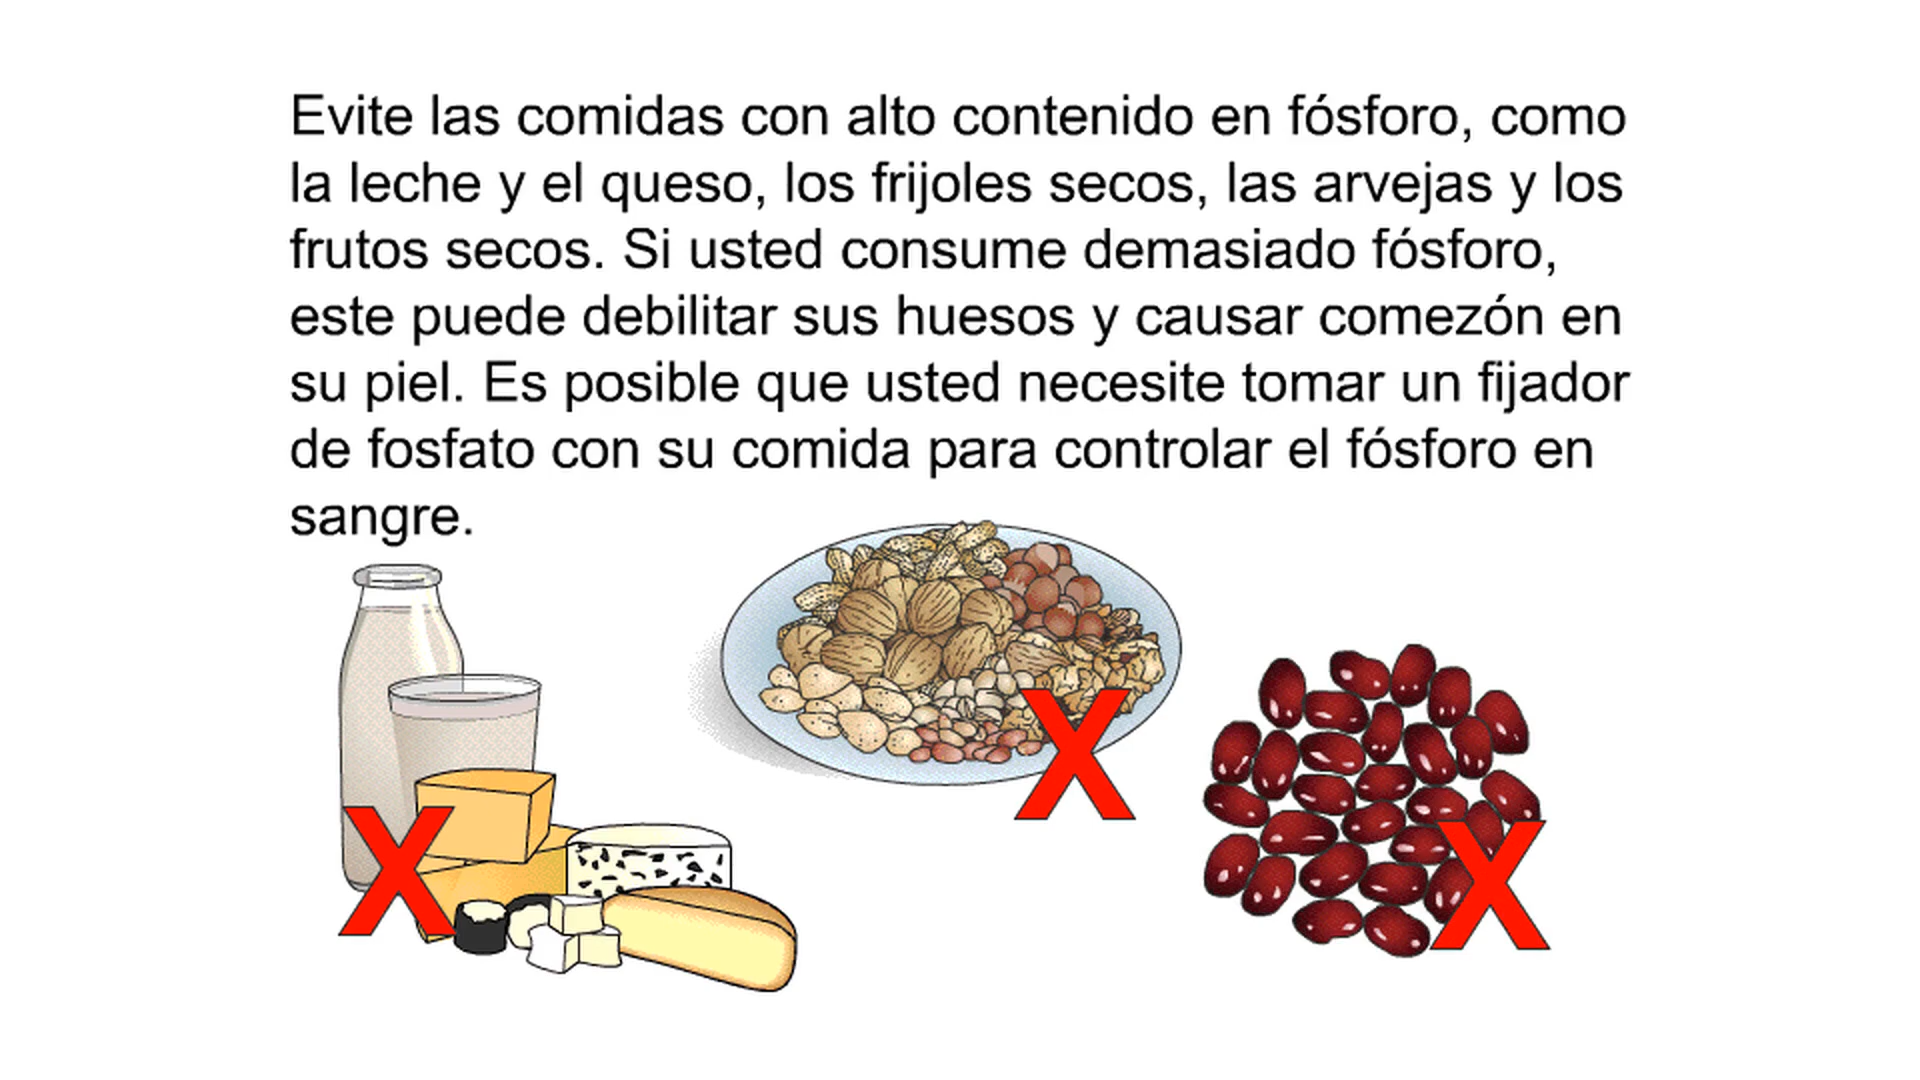 Evite las comidas con alto contenido en fósforo, como
la leche y el queso, los frijoles secos, las arvejas y los
frutos secos. Si usted consume demasiado fósforo,
este puede debilitar sus huesos y causar comezón en
su piel. Es posible que usted necesite tomar un fijador
de fosfato con su comida para controlar el fósforo en
sangre.
X
X
X